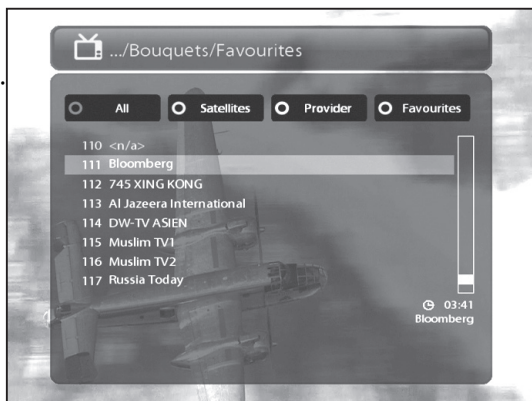 .../Bouquets/Favourites
All Satellites Provider Favourites
110 <n/a>
111 Bloomberg
112 745 XING KONG
113 Al Jazeera International
114 DW-TV ASIEN
115 Muslim TV1
116 Muslim TV2
117 Russia Today
03:41
Bloomberg